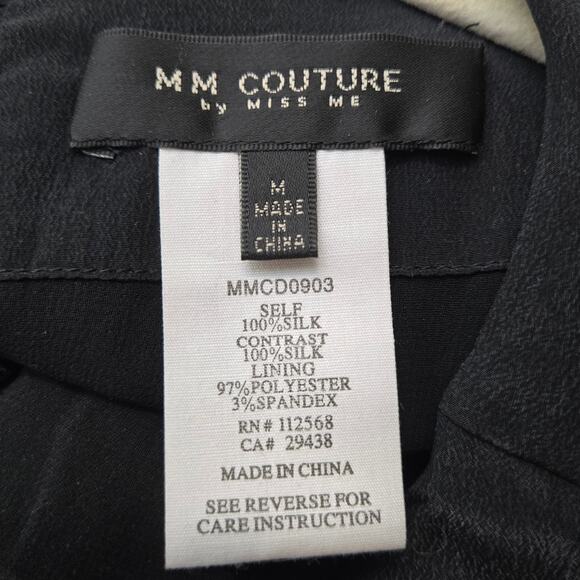 MM COUTURE
by MISS ME
M
MADE
IN
CHINA
MMCD0903
SELF
100%SILK
CONTRAST
100%SILK
LINING
97%POLYESTER
3%SPANDEX
RN# 112568
CA# 29438
MADE IN CHINA
SEE REVERSE FOR
CARE INSTRUCTION